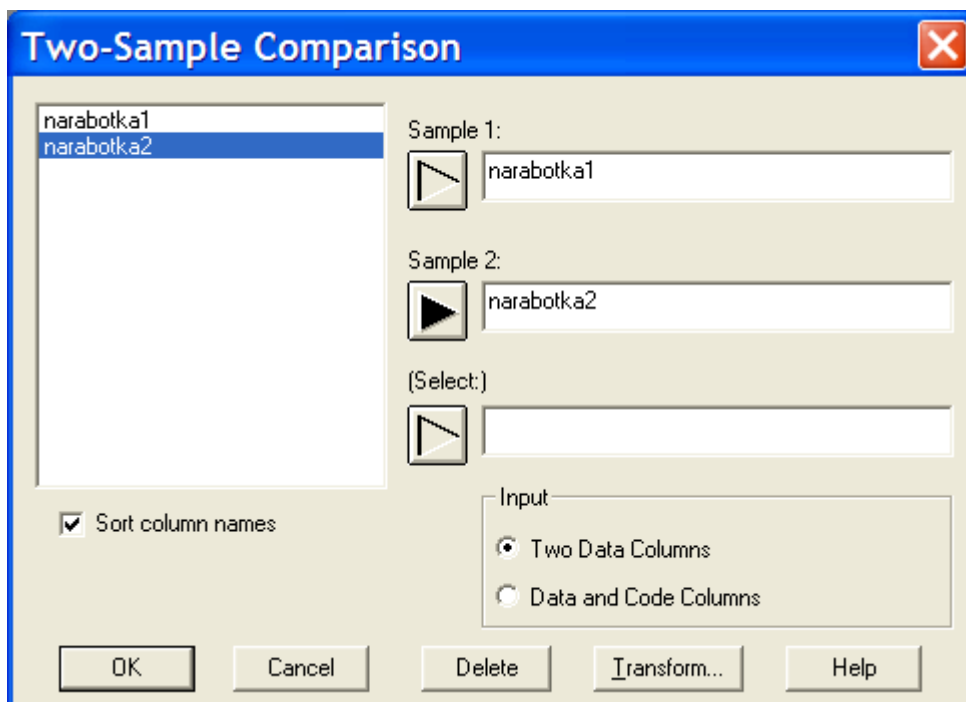 Two-Sample Comparison
narabotka1
narabotka2
Sample 1:
narabotka1
Sample 2:
narabotka2
(Select:)
Sort column names
Input
Two Data Columns
Data and Code Columns
OK
Cancel
Delete
Transform...
Help